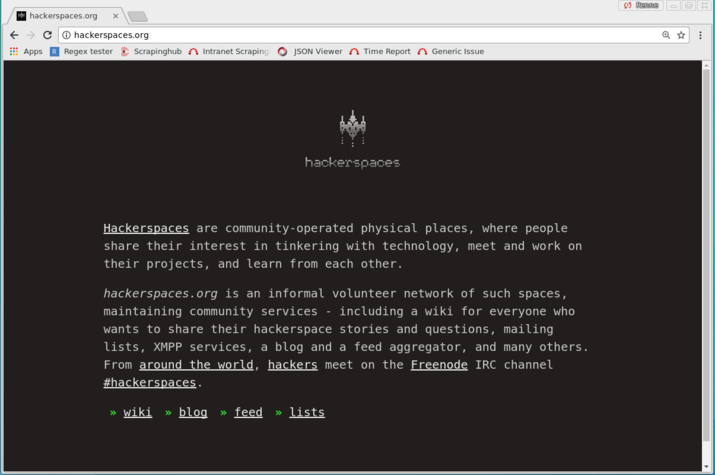 Renne
hackerspaces.org
hackerspaces.org
Apps Regex tester Scrapinghub Intranet Scraping JSON Viewer Time Report Generic Issue
hackerspaces
Hackerspaces are community-operated physical places, where people
share their interest in tinkering with technology, meet and work on
their projects, and learn from each other.
hackerspaces.org is an informal volunteer network of such spaces,
maintaining community services - including a wiki for everyone who
wants to share their hackerspace stories and questions, mailing
lists, XMPP services, a blog and a feed aggregator, and many others.
From around the world, hackers meet on the Freenode IRC channel
#hackerspaces.
» wiki » blog » feed » lists